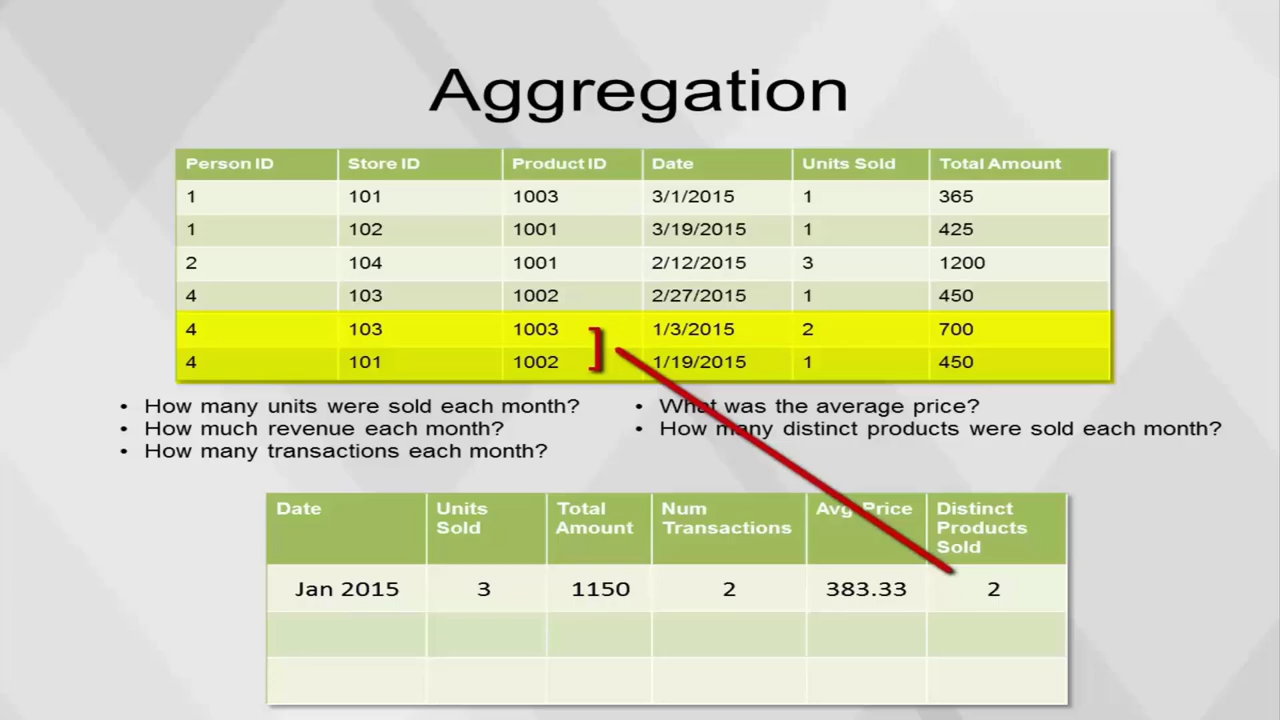 Aggregation
Person ID Store ID Product ID Date Units Sold Total Amount
1 101 1003 3/1/2015 1 365
1 102 1001 3/19/2015 1 425
2 104 1001 2/12/2015 3 1200
4 103 1002 2/27/2015 1 450
4 103 1003 1/3/2015 2 700
4 101 1002 1/19/2015 1 450
• How many units were sold each month?
• How much revenue each month?
• How many transactions each month?
• What was the average price?
• How many distinct products were sold each month?
Date Units Sold Total Amount Num Transactions Avg Price Distinct Products Sold
Jan 2015 3 1150 2 383.33 2